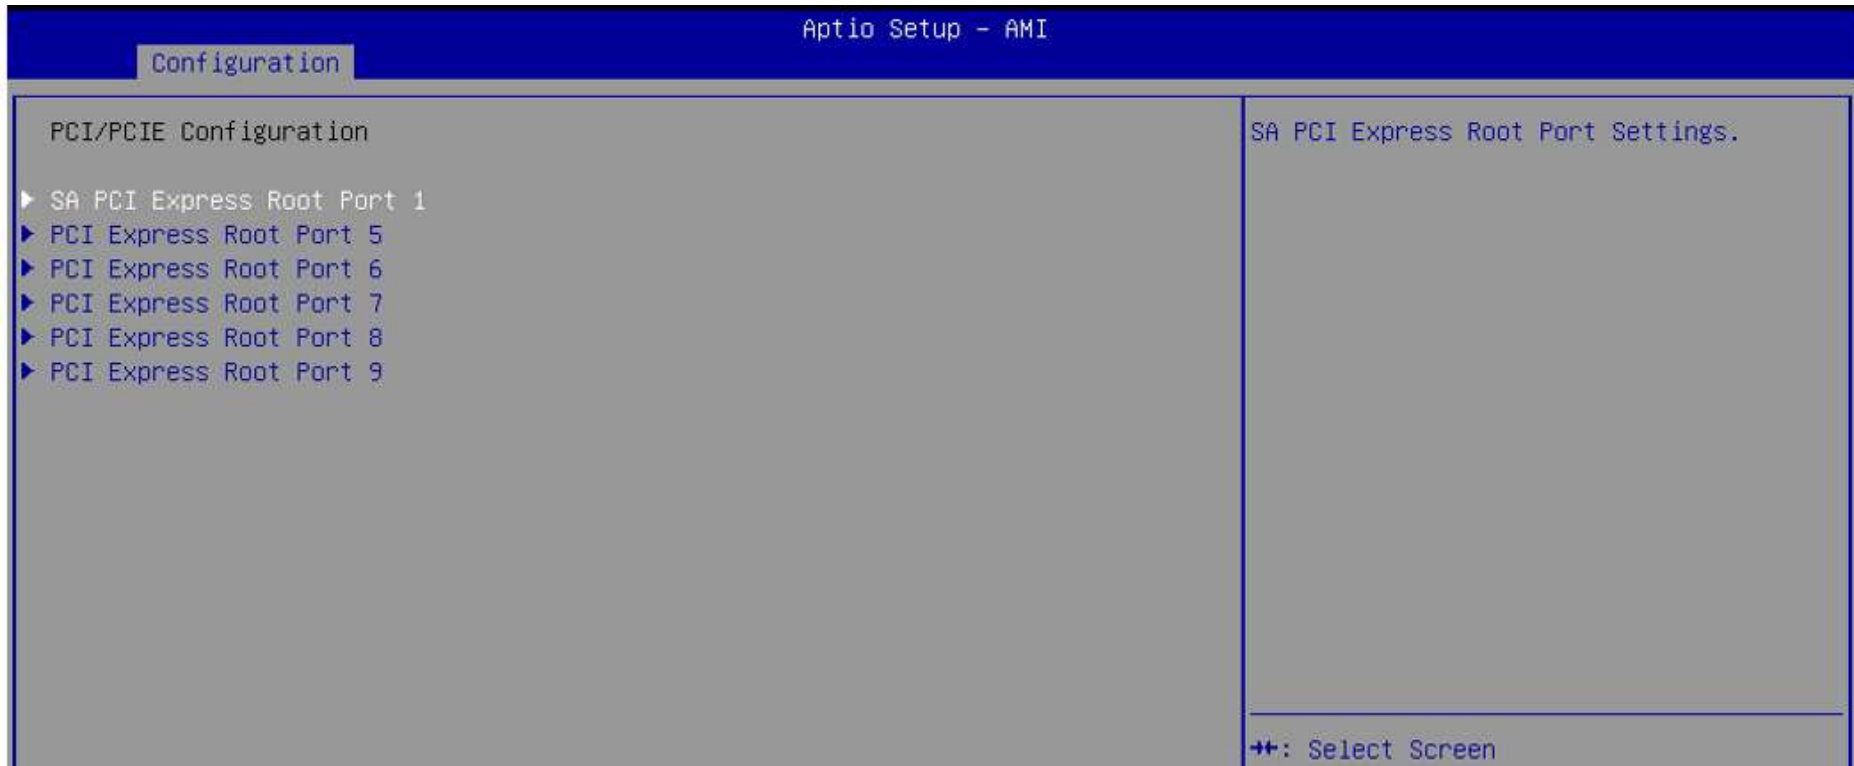 Aptio Setup – AMI
Configuration
PCI/PCIE Configuration
SA PCI Express Root Port 1
PCI Express Root Port 5
PCI Express Root Port 6
PCI Express Root Port 7
PCI Express Root Port 8
PCI Express Root Port 9
SA PCI Express Root Port Settings.
→←: Select Screen